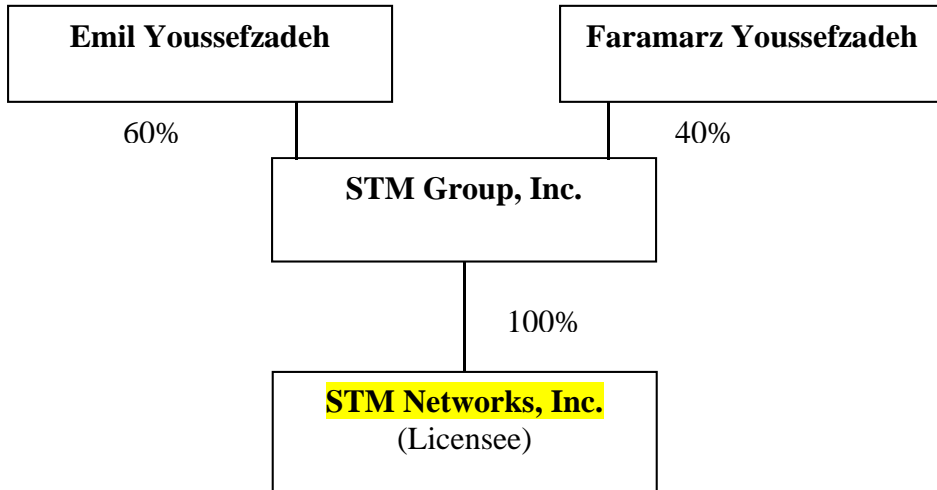 Emil Youssefzadeh
Faramarz Youssefzadeh
60%
40%
STM Group, Inc.
100%
STM Networks, Inc.
(Licensee)